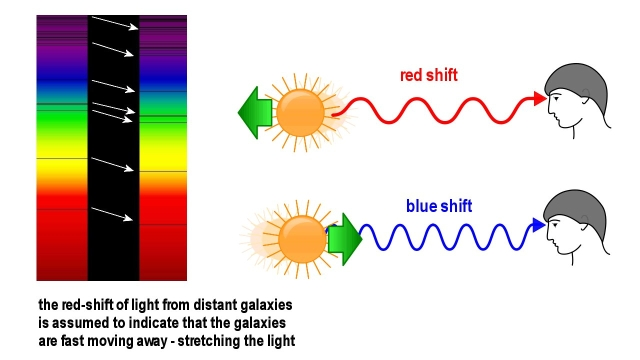 red shift
blue shift
the red-shift of light from distant galaxies
is assumed to indicate that the galaxies
are fast moving away - stretching the light